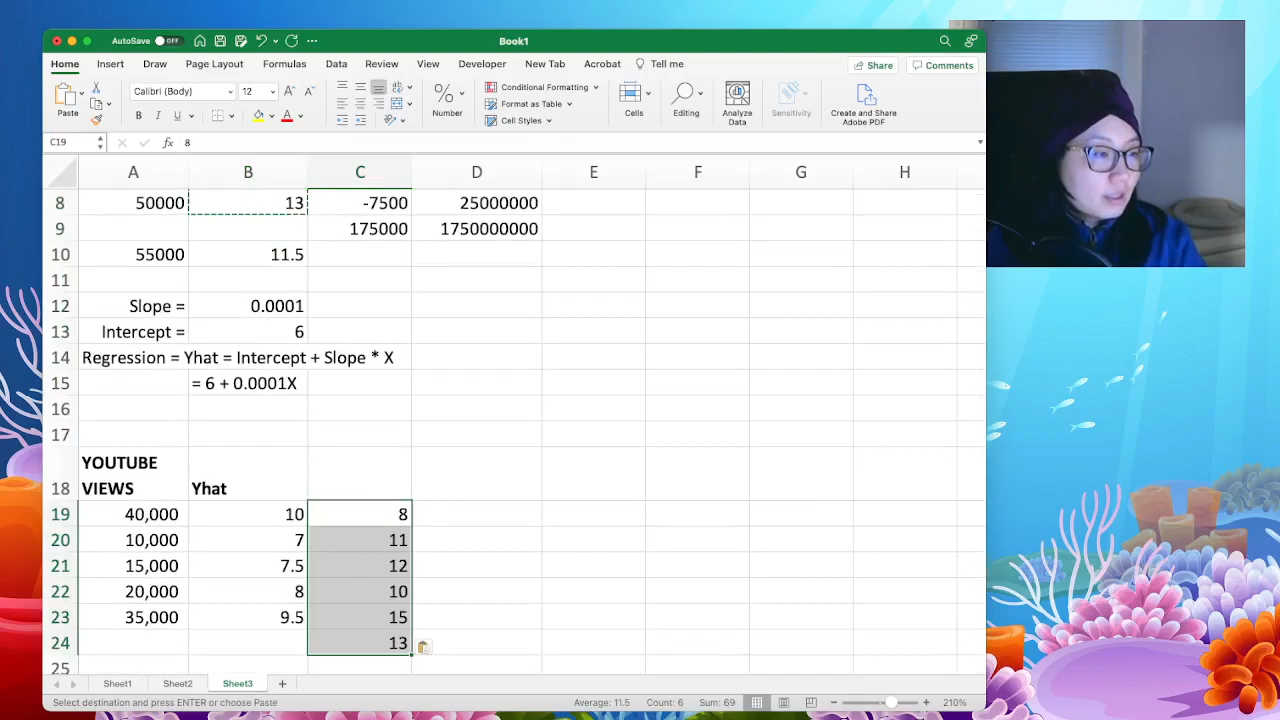 AutoSave OFF
Book1
Home Insert Draw Page Layout Formulas Data Review View Developer New Tab Acrobat Tell me
Share Comments
Paste
Calibri (Body) 12
Number
Conditional Formatting
Format as Table
Cell Styles
Cells
Editing
Analyze Data
Sensitivity
Create and Share Adobe PDF
C19 fx 8
A B C D E F G H
8 50000 13 -7500 25000000
9 175000 1750000000
10 55000 11.5
11
12 Slope = 0.0001
13 Intercept = 6
14 Regression = Yhat = Intercept + Slope * X
15 = 6 + 0.0001X
16
17
YOUTUBE
18 VIEWS Yhat
19 40,000 10 8
20 10,000 7 11
21 15,000 7.5 12
22 20,000 8 10
23 35,000 9.5 15
24 13
25
Sheet1 Sheet2 Sheet3
Select destination and press ENTER or choose Paste Average: 11.5 Count: 6 Sum: 69 210%